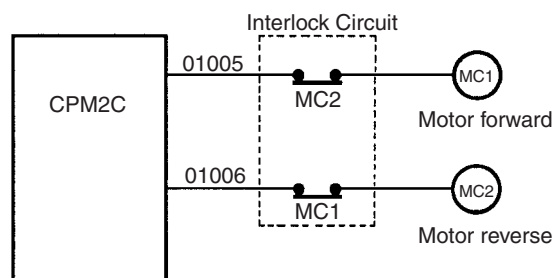 Interlock Circuit
01005
MC2
MC1
CPM2C
Motor forward
01006
MC1
MC2
Motor reverse